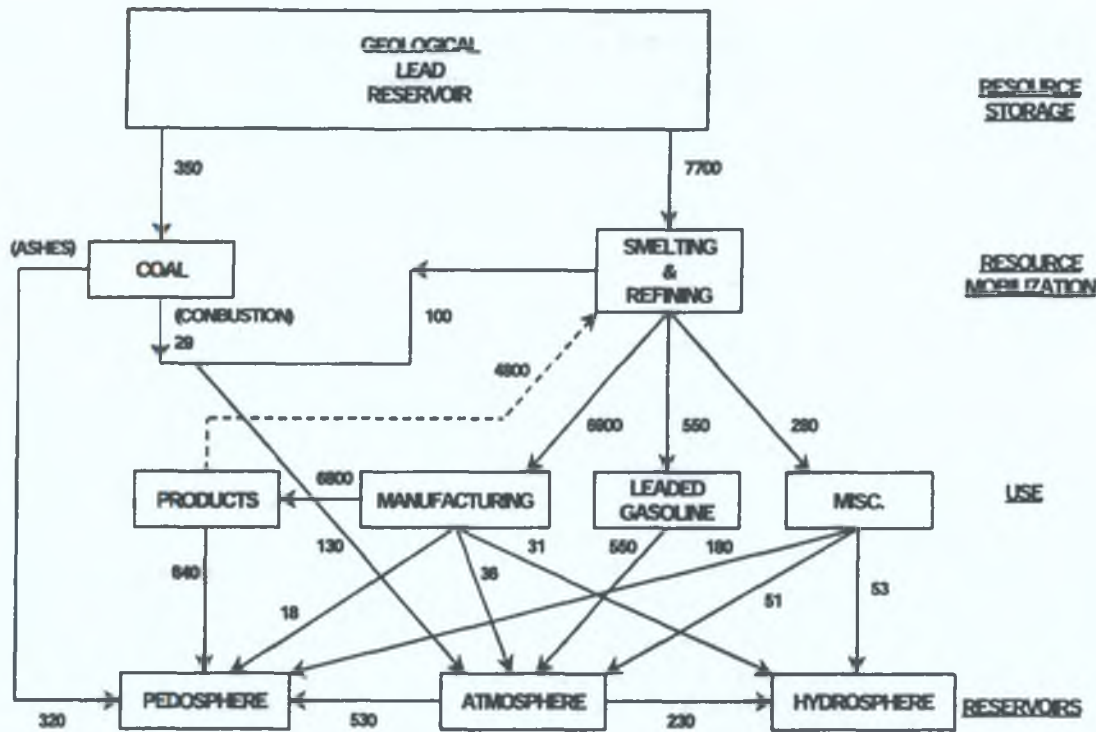 GEOLOGICAL
LEAD
RESERVOIR
RESOURCE
STORAGE
350
7700
(ASHES)
COAL
SMELTING
&
REFINING
RESOURCE
MOBILIZATION
(CONBUSTION)
29
100
4800
6900
550
280
PRODUCTS
6800
MANUFACTURING
LEADED
GASOLINE
MISC.
USE
640
130
31
36
550
180
18
51
53
PEDOSPHERE
ATMOSPHERE
HYDROSPHERE
RESERVOIRS
320
530
230